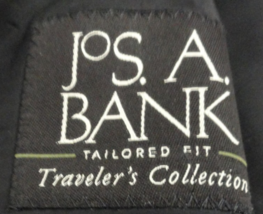 JoS. A.
BANK
TAILORED FIT
Traveler's Collection